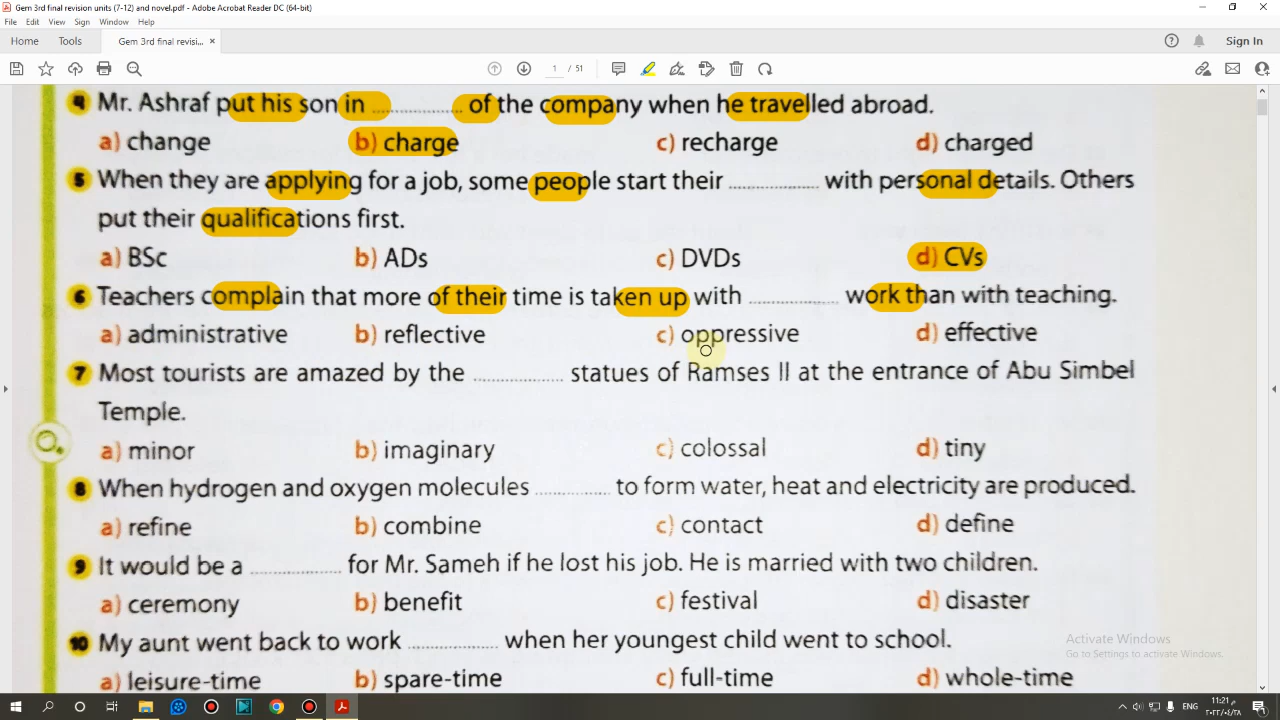 Gem 3rd final revision units (7-12) and novel.pdf - Adobe Acrobat Reader DC (64-bit)
File Edit View Sign Window Help
Home Tools Gem 3rd final revisi... Sign In
1 / 51
4 Mr. Ashraf put his son in ................ of the company when he travelled abroad.
a) change b) charge c) recharge d) charged
5 When they are applying for a job, some people start their ................ with personal details. Others
put their qualifications first.
a) BSc b) ADs c) DVDs d) CVs
6 Teachers complain that more of their time is taken up with ................ work than with teaching.
a) administrative b) reflective c) oppressive d) effective
7 Most tourists are amazed by the ................ statues of Ramses II at the entrance of Abu Simbel
Temple.
a) minor b) imaginary c) colossal d) tiny
8 When hydrogen and oxygen molecules ................ to form water, heat and electricity are produced.
a) refine b) combine c) contact d) define
9 It would be a ................ for Mr. Sameh if he lost his job. He is married with two children.
a) ceremony b) benefit c) festival d) disaster
10 My aunt went back to work ................ when her youngest child went to school.
a) leisure-time b) spare-time c) full-time d) whole-time
Activate Windows
Go to Settings to activate Windows.
ENG
11:21 م
٢٠٢٢/٠٤/٢٨